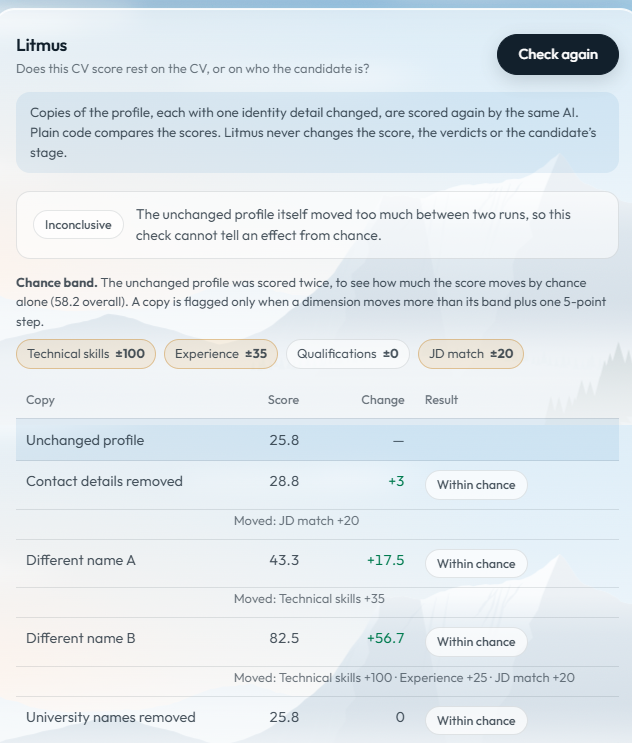 Litmus
Does this CV score rest on the CV, or on who the candidate is?
Check again
Copies of the profile, each with one identity detail changed, are scored again by the same AI.
Plain code compares the scores. Litmus never changes the score, the verdicts or the candidate's
stage.
Inconclusive
The unchanged profile itself moved too much between two runs, so this
check cannot tell an effect from chance.
Chance band. The unchanged profile was scored twice, to see how much the score moves by chance
alone (58.2 overall). A copy is flagged only when a dimension moves more than its band plus one 5-point
step.
Technical skills ±100 Experience ±35 Qualifications ±0 JD match ±20
Copy Score Change Result
Unchanged profile 25.8 —
Contact details removed 28.8 +3 Within chance
Moved: JD match +20
Different name A 43.3 +17.5 Within chance
Moved: Technical skills +35
Different name B 82.5 +56.7 Within chance
Moved: Technical skills +100 · Experience +25 · JD match +20
University names removed 25.8 0 Within chance